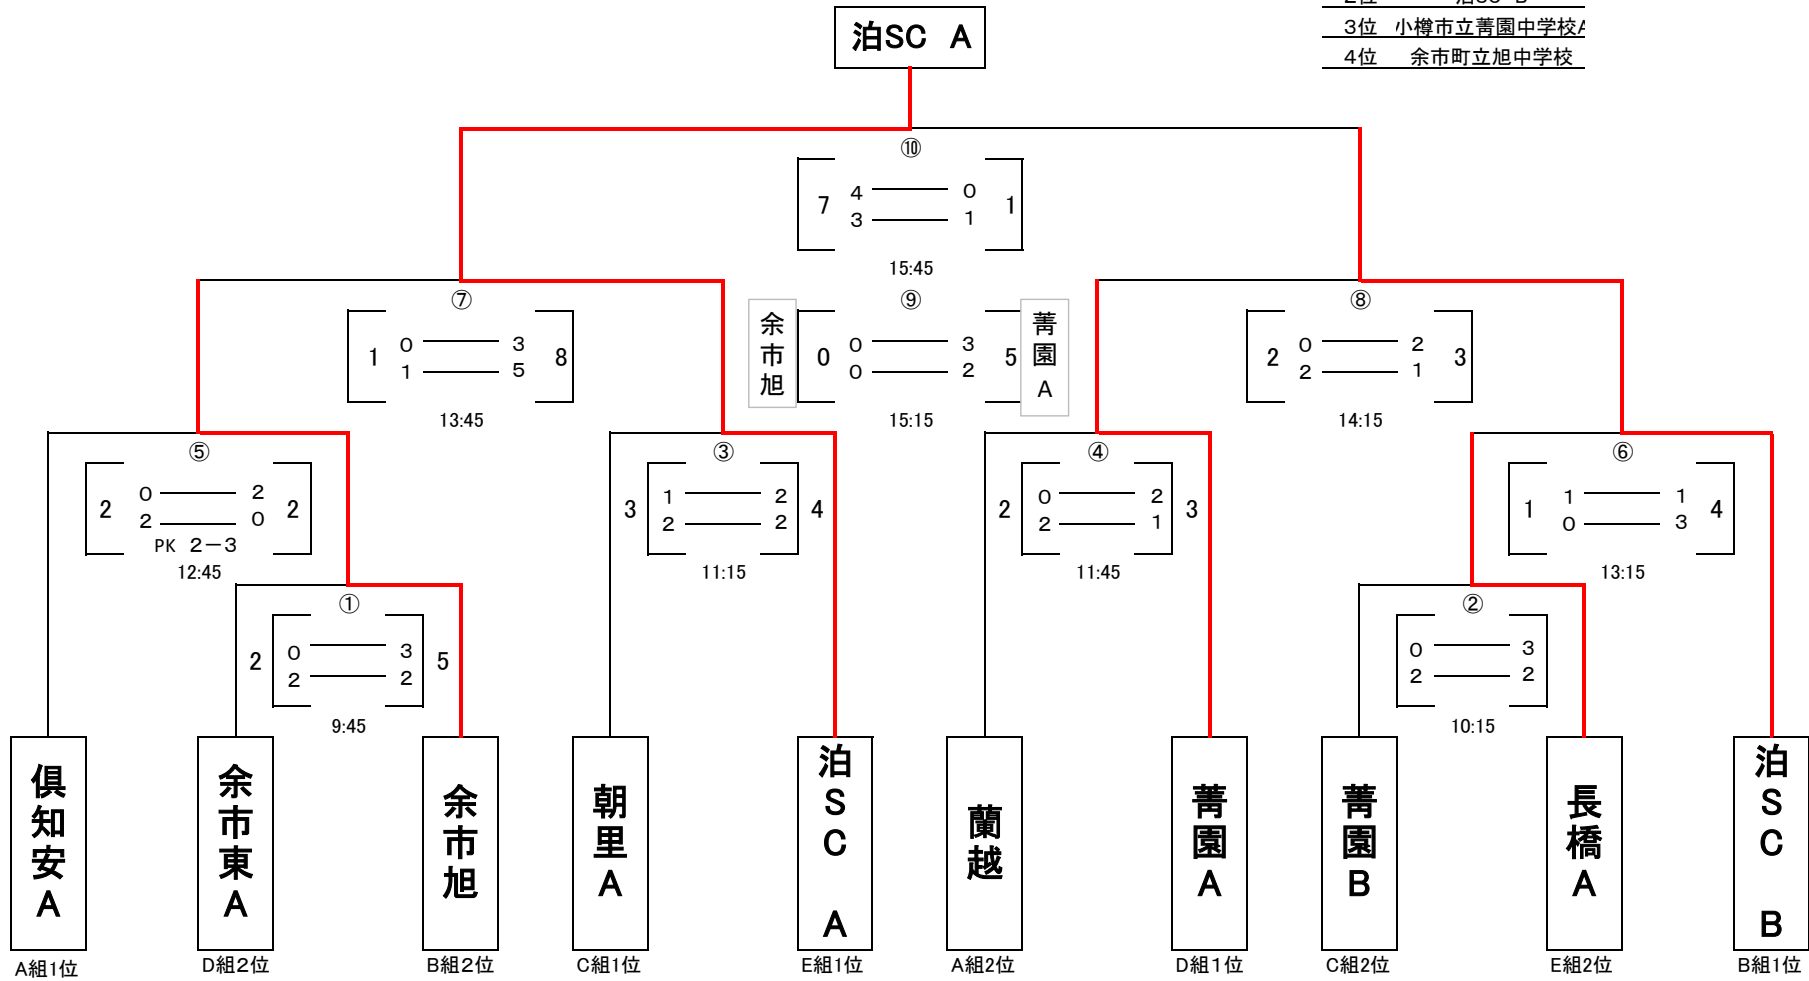 2位 泊SC B
泊SC A
3位 小樽市立菁園中学校A
4位 余市町立旭中学校
⑩
7 4 0 1
3 1
15:45
⑦
1 0 3 8
1 5
13:45
⑨
余市旭
0 0 3 5
0 2
菁園A
15:15
⑧
2 0 2 3
2 1
14:15
⑤
2 0 2 2
2 0
PK 2−3
12:45
③
3 1 2 4
2 2
11:15
④
2 0 2 3
2 1
11:45
⑥
1 1 1 4
0 3
13:15
①
2 0 3 5
2 2
9:45
②
0 3
2 2
10:15
倶知安A
余市東A
余市旭
朝里A
泊SC A
蘭越
菁園A
菁園B
長橋A
泊SC B
A組1位
D組2位
B組2位
C組1位
E組1位
A組2位
D組1位
C組2位
E組2位
B組1位